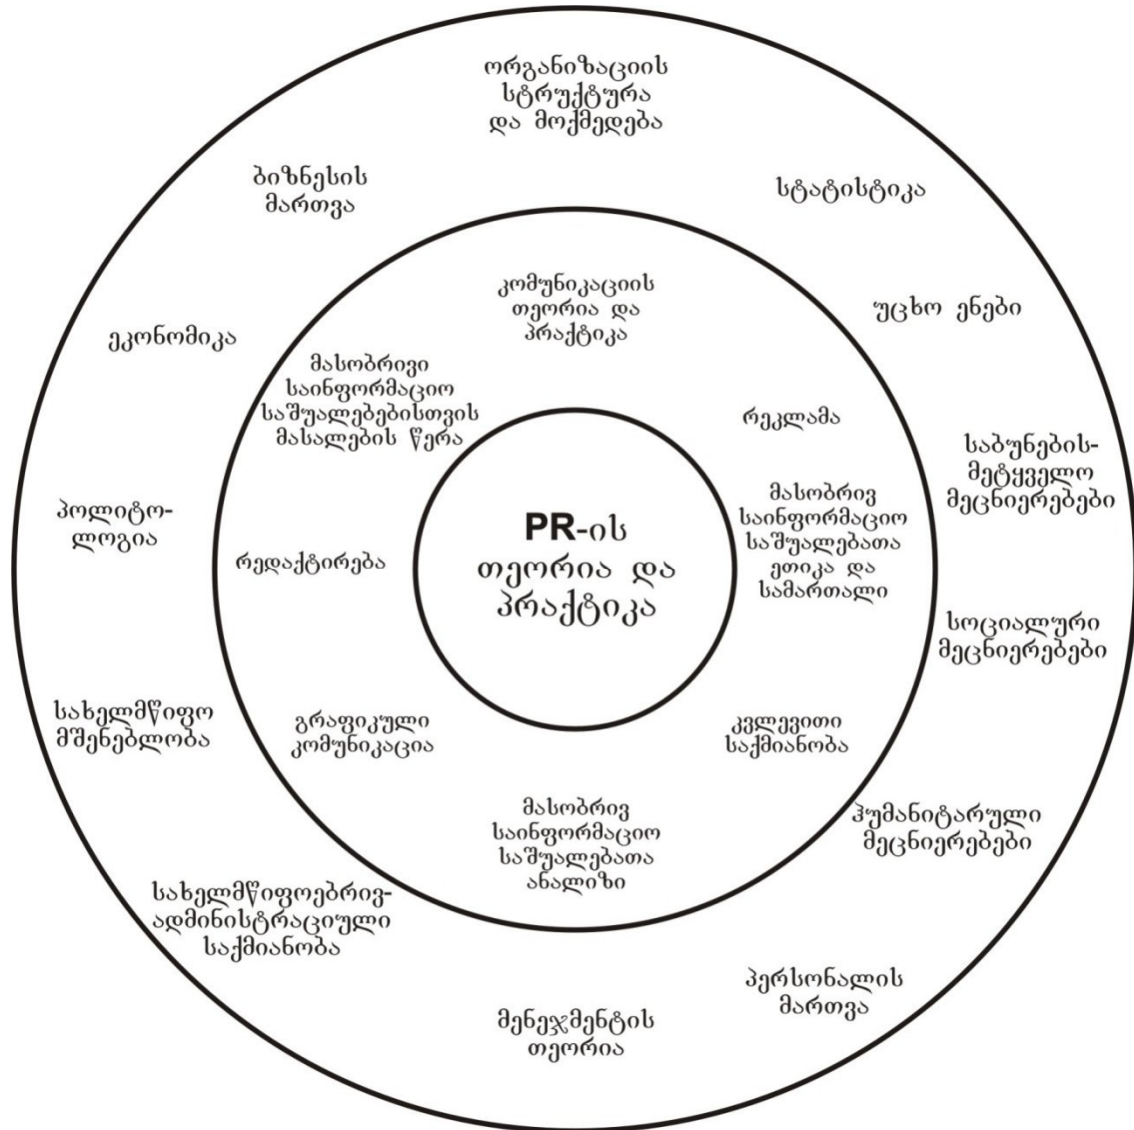 ორგანიზაციის
სტრუქტურა
და მოქმედება
ბიზნესის
მართვა
სტატისტიკა
უცხო ენები
ეკონომიკა
საბუნების-
მეტყველო
მეცნიერებები
პოლიტო-
ლოგია
სოციალური
მეცნიერებები
სახელმწიფო
მშენებლობა
ჰუმანიტარული
მეცნიერებები
სახელმწიფოებრივ-
ადმინისტრაციული
საქმიანობა
პერსონალის
მართვა
მენეჯმენტის
თეორია
კომუნიკაციის
თეორია და
პრაქტიკა
მასობრივი
საინფორმაციო
საშუალებებისთვის
მასალების წერა
რეკლამა
მასობრივ
საინფორმაციო
საშუალებათა
ეთიკა და
სამართალი
რედაქტირება
გრაფიკული
კომუნიკაცია
კვლევითი
საქმიანობა
მასობრივ
საინფორმაციო
საშუალებათა
ანალიზი
PR-ის
თეორია და
პრაქტიკა